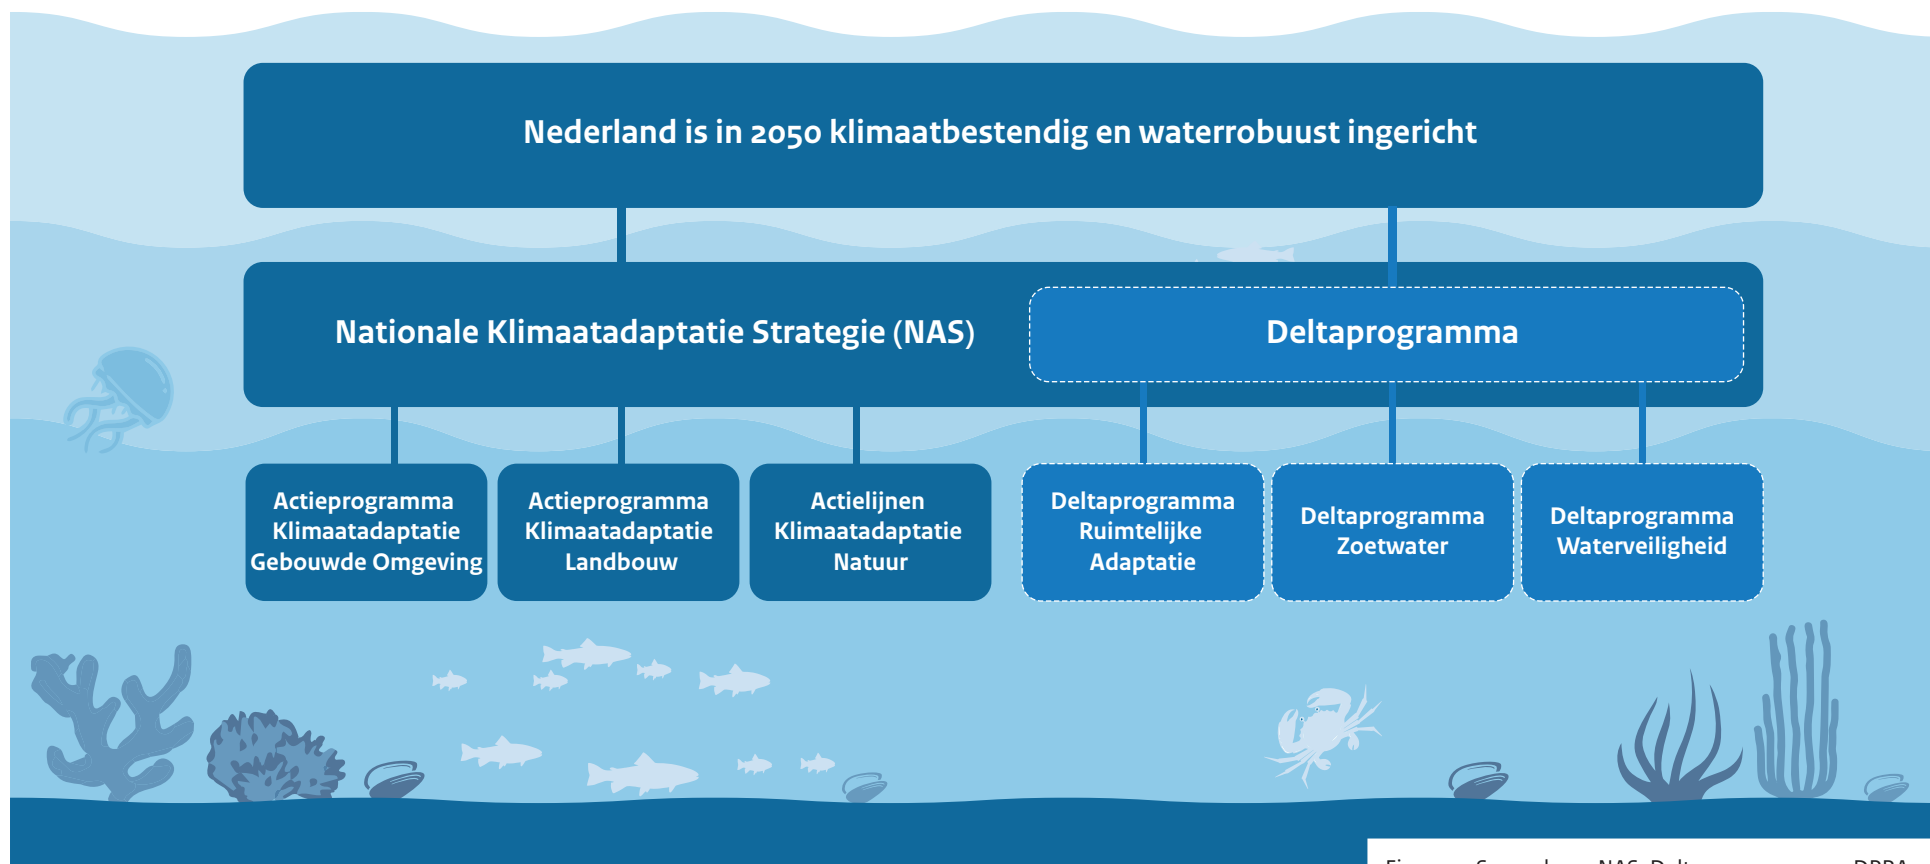 Nederland is in 2050 klimaatbestendig en waterrobuust ingericht
Nationale Klimaatadaptatie Strategie (NAS)
Deltaprogramma
Actieprogramma
Klimaatadaptatie
Gebouwde Omgeving
Actieprogramma
Klimaatadaptatie
Landbouw
Actielijnen
Klimaatadaptatie
Natuur
Deltaprogramma
Ruimtelijke
Adaptatie
Deltaprogramma
Zoetwater
Deltaprogramma
Waterveiligheid